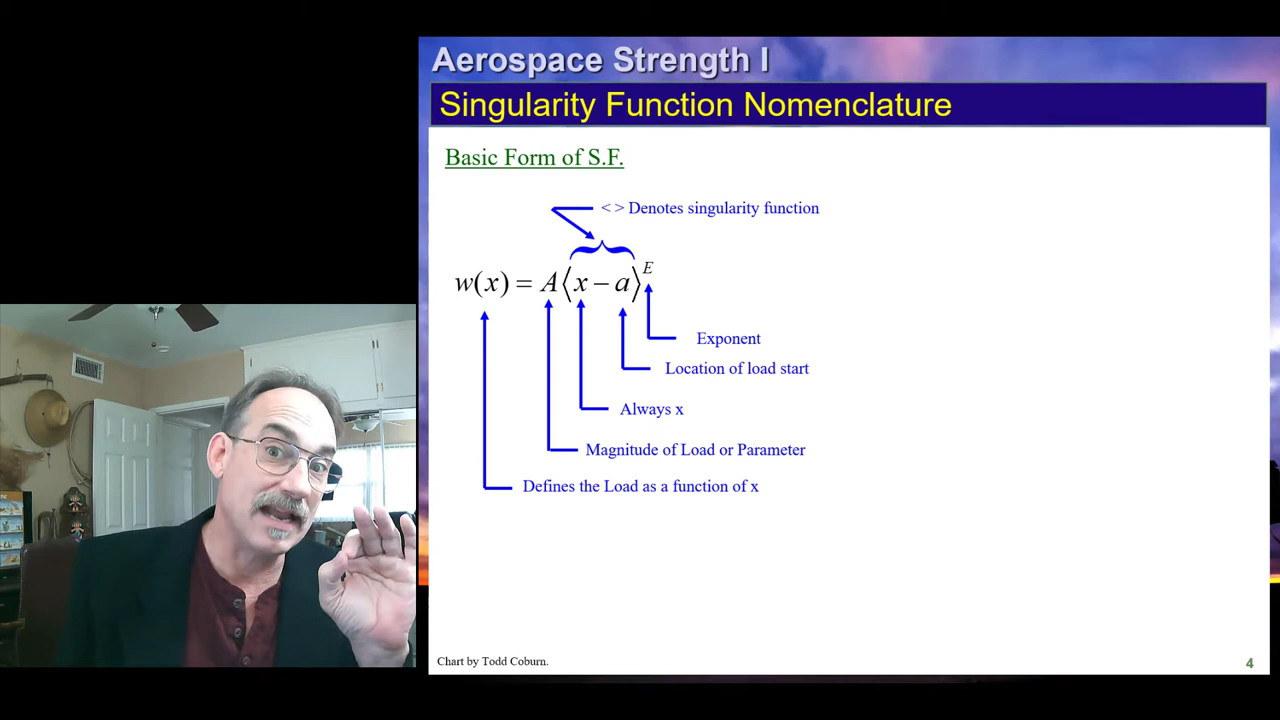 Aerospace Strength I
Singularity Function Nomenclature
Basic Form of S.F.
< > Denotes singularity function
w(x) = A⟨x − a⟩^E
Exponent
Location of load start
Always x
Magnitude of Load or Parameter
Defines the Load as a function of x
Chart by Todd Coburn.
4